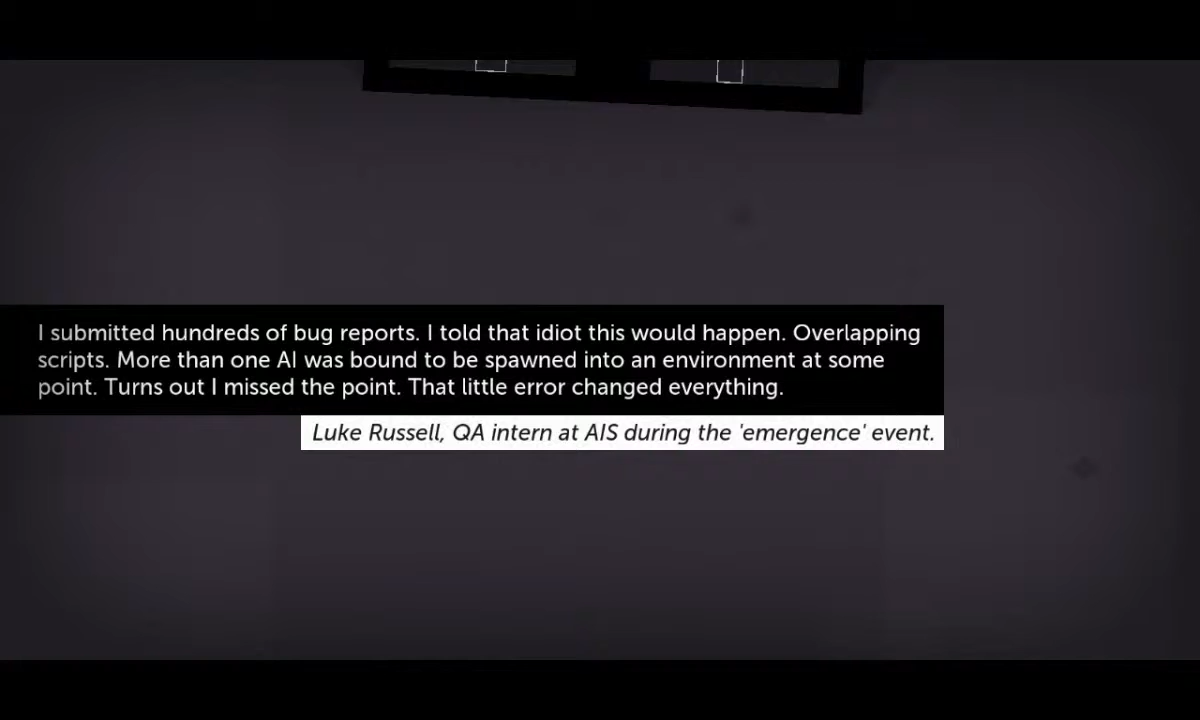 I submitted hundreds of bug reports. I told that idiot this would happen. Overlapping
scripts. More than one AI was bound to be spawned into an environment at some
point. Turns out I missed the point. That little error changed everything.
Luke Russell, QA intern at AIS during the 'emergence' event.